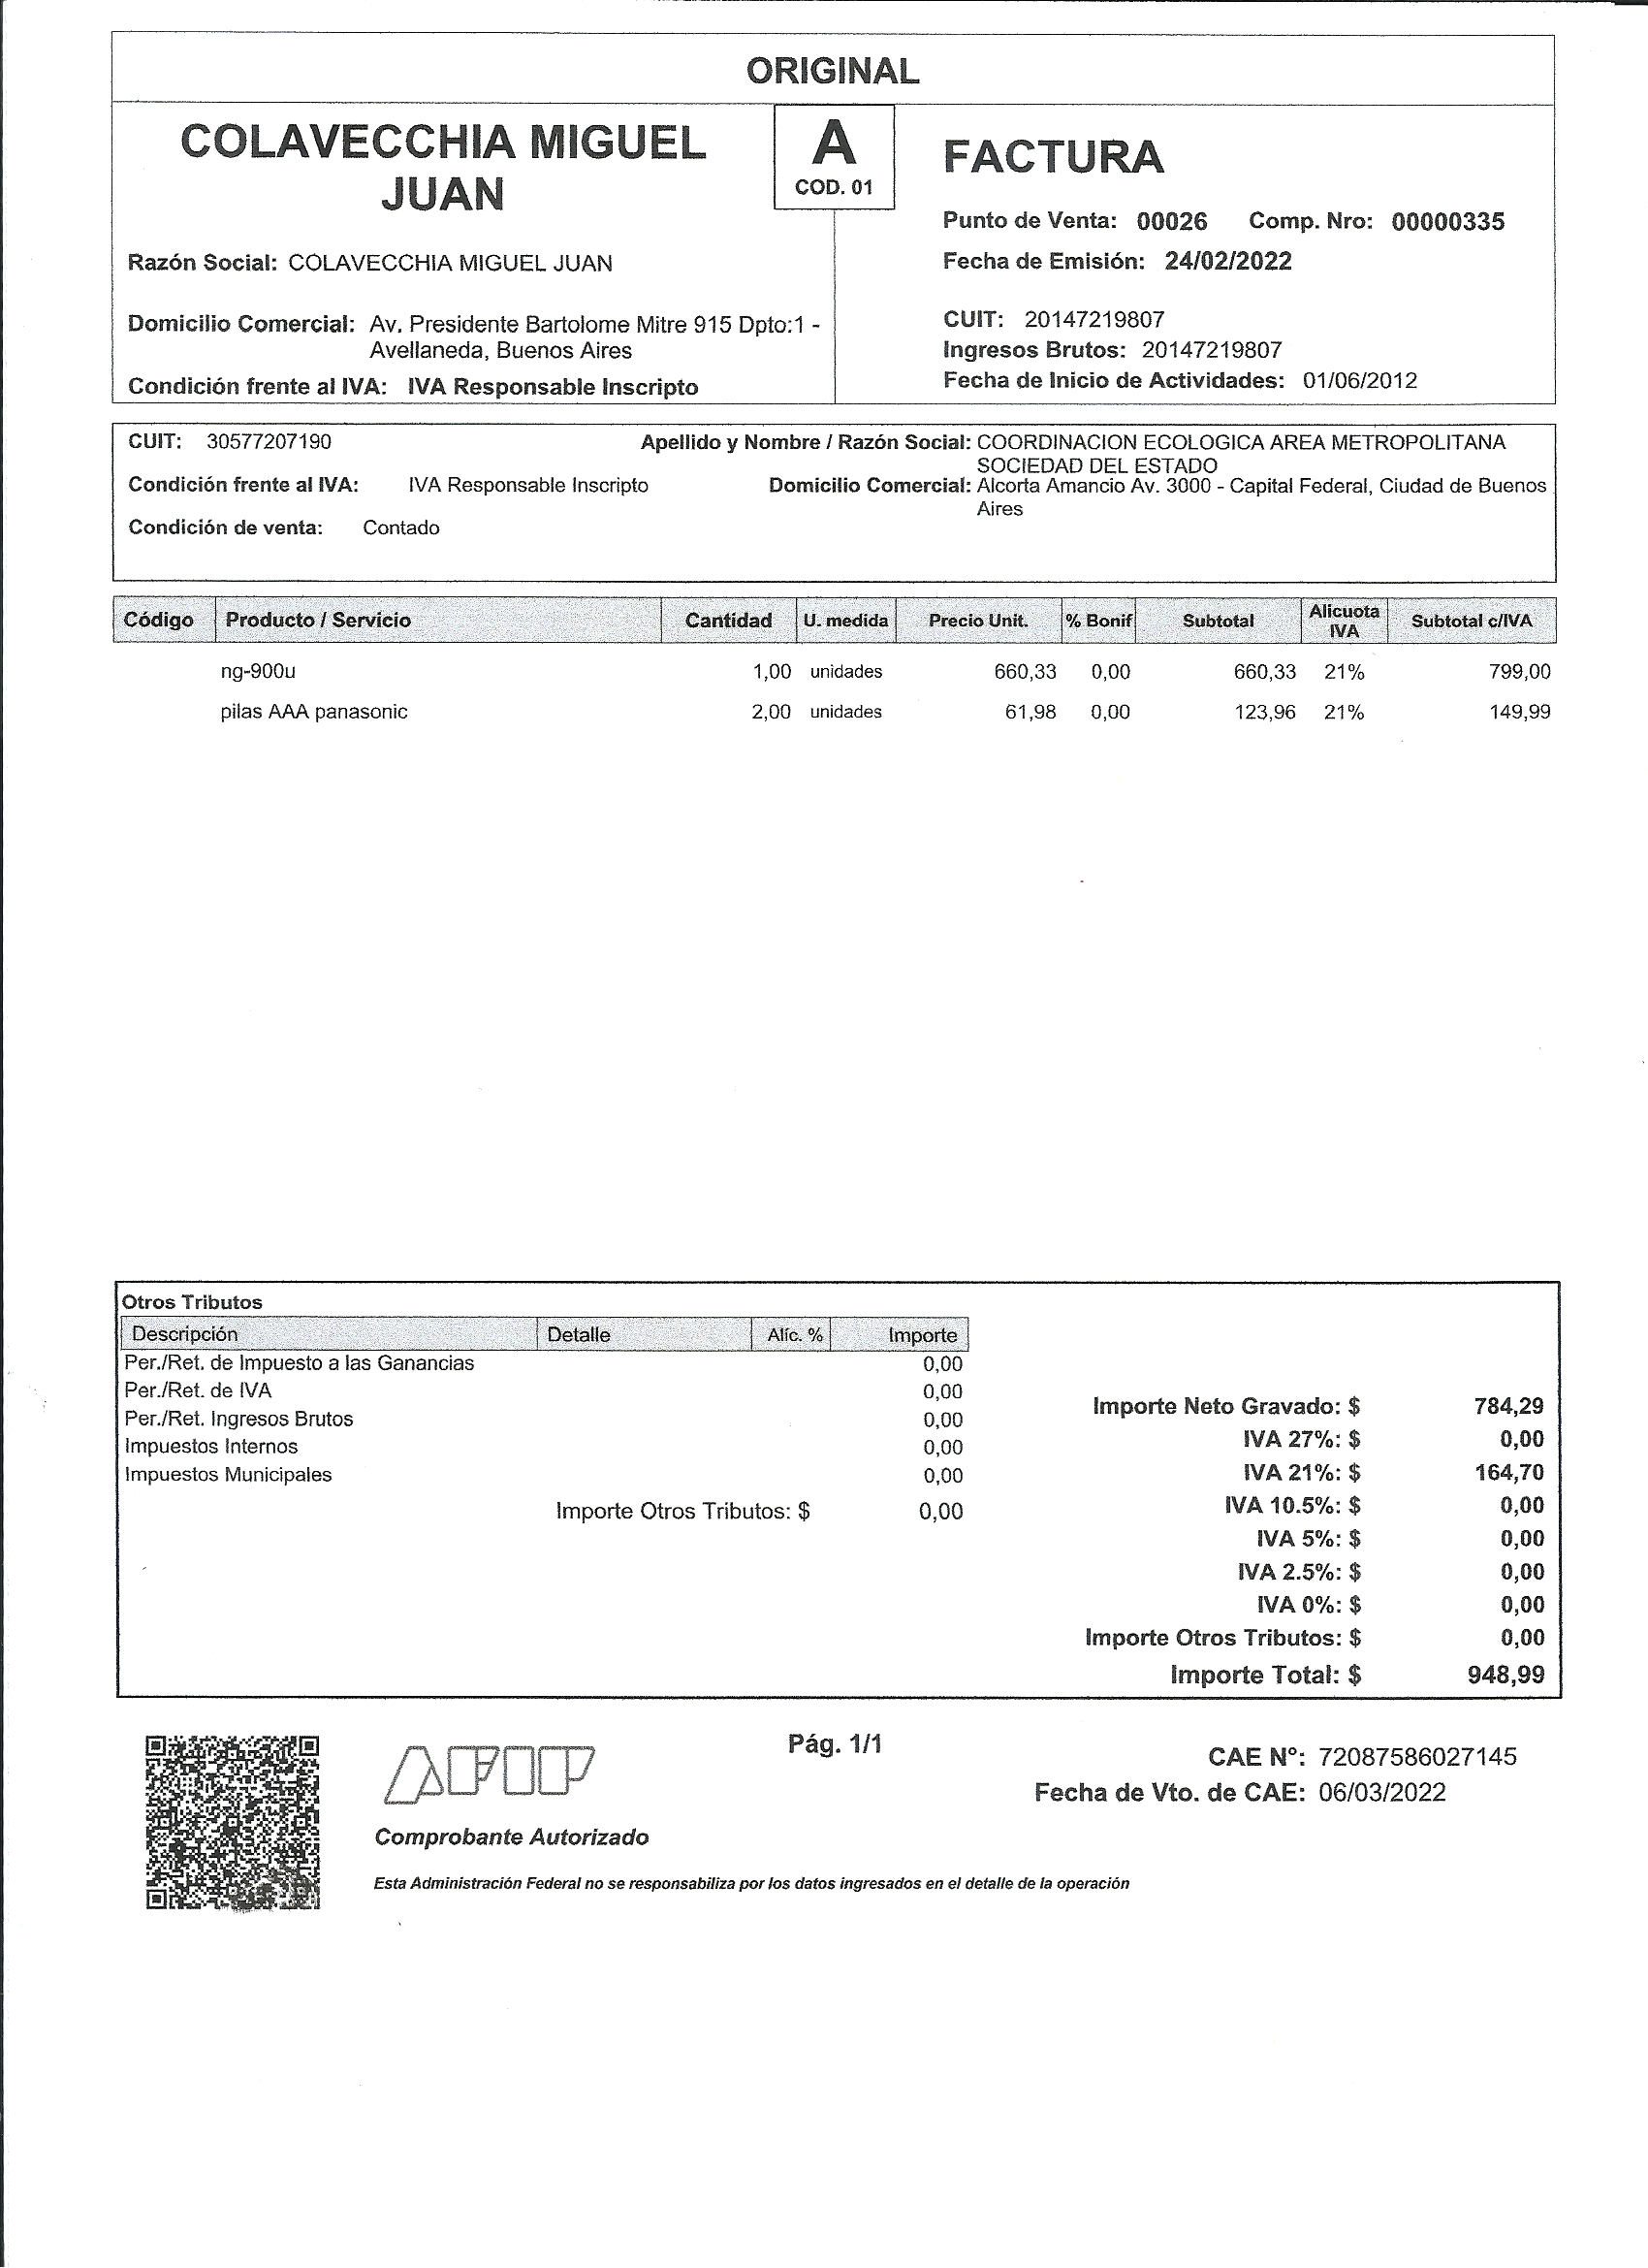 ORIGINAL
COLAVECCHIA MIGUEL
JUAN
A
COD. 01
FACTURA
Punto de Venta: 00026 Comp. Nro: 00000335
Fecha de Emisión: 24/02/2022
Razón Social: COLAVECCHIA MIGUEL JUAN
Domicilio Comercial: Av. Presidente Bartolome Mitre 915 Dpto:1 -
Avellaneda, Buenos Aires
Condición frente al IVA: IVA Responsable Inscripto
CUIT: 20147219807
Ingresos Brutos: 20147219807
Fecha de Inicio de Actividades: 01/06/2012
CUIT: 30577207190
Apellido y Nombre / Razón Social: COORDINACION ECOLOGICA AREA METROPOLITANA
SOCIEDAD DEL ESTADO
Condición frente al IVA: IVA Responsable Inscripto
Domicilio Comercial: Alcorta Amancio Av. 3000 - Capital Federal, Ciudad de Buenos
Aires
Condición de venta: Contado
Código Producto / Servicio Cantidad U. medida Precio Unit. % Bonif Subtotal Alicuota IVA Subtotal c/IVA
ng-900u 1,00 unidades 660,33 0,00 660,33 21% 799,00
pilas AAA panasonic 2,00 unidades 61,98 0,00 123,96 21% 149,99
Otros Tributos
Descripción Detalle Alíc. % Importe
Per./Ret. de Impuesto a las Ganancias 0,00
Per./Ret. de IVA 0,00
Per./Ret. Ingresos Brutos 0,00
Impuestos Internos 0,00
Impuestos Municipales 0,00
Importe Otros Tributos: $ 0,00
Importe Neto Gravado: $ 784,29
IVA 27%: $ 0,00
IVA 21%: $ 164,70
IVA 10.5%: $ 0,00
IVA 5%: $ 0,00
IVA 2.5%: $ 0,00
IVA 0%: $ 0,00
Importe Otros Tributos: $ 0,00
Importe Total: $ 948,99
AFIP
Pág. 1/1
CAE N°: 72087586027145
Fecha de Vto. de CAE: 06/03/2022
Comprobante Autorizado
Esta Administración Federal no se responsabiliza por los datos ingresados en el detalle de la operación